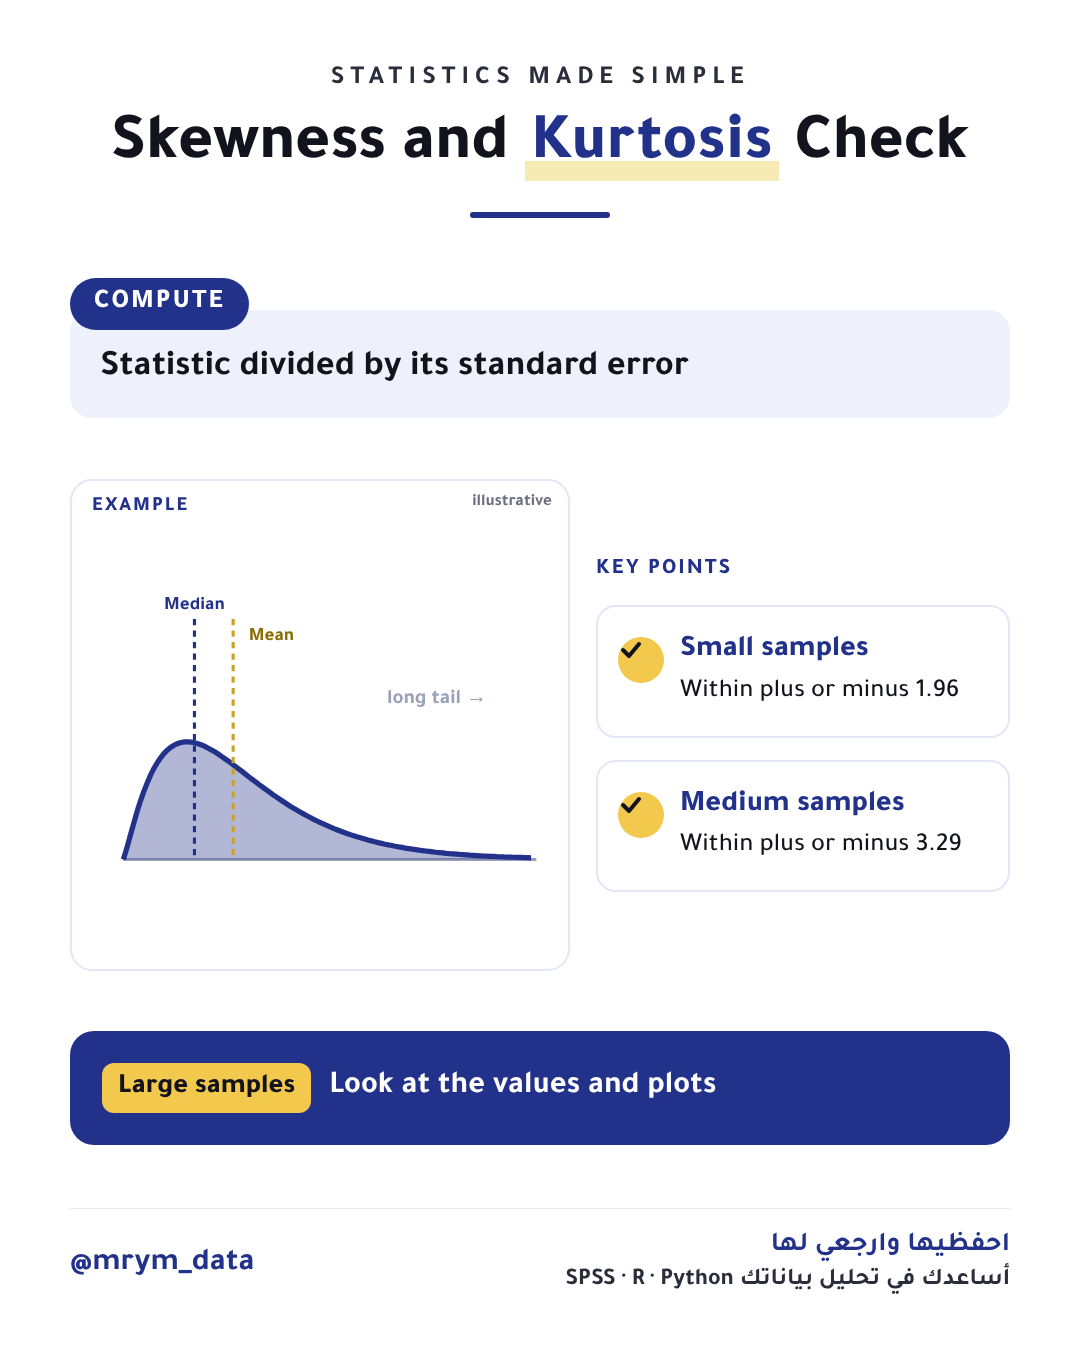 STATISTICS MADE SIMPLE
Skewness and Kurtosis Check
COMPUTE
Statistic divided by its standard error
EXAMPLE
illustrative
Median
Mean
long tail →
KEY POINTS
Small samples
Within plus or minus 1.96
Medium samples
Within plus or minus 3.29
Large samples Look at the values and plots
@mrym_data
احفظيها وارجعي لها
أساعدك في تحليل بياناتك SPSS · R · Python